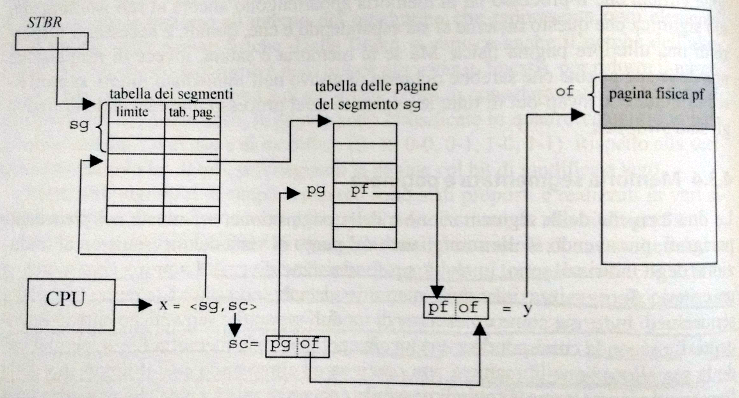 STBR
tabella dei segmenti
limite tab. pag.
sg
tabella delle pagine
del segmento sg
pg pf
of
pagina fisica pf
CPU
x = <sg,sc>
sc= pg of
pf of = y